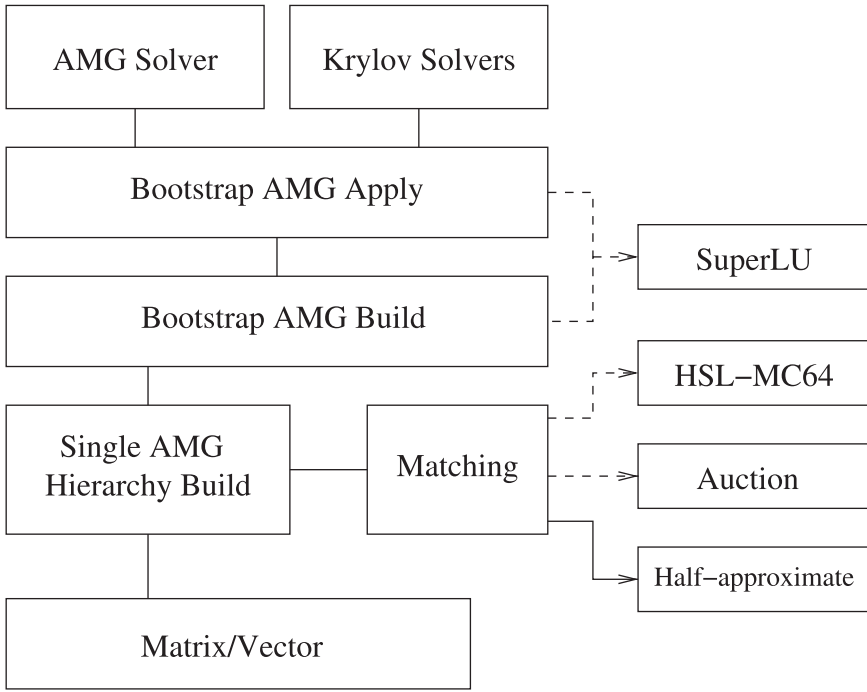 AMG Solver
Krylov Solvers
Bootstrap AMG Apply
SuperLU
Bootstrap AMG Build
HSL−MC64
Single AMG
Hierarchy Build
Matching
Auction
Half−approximate
Matrix/Vector